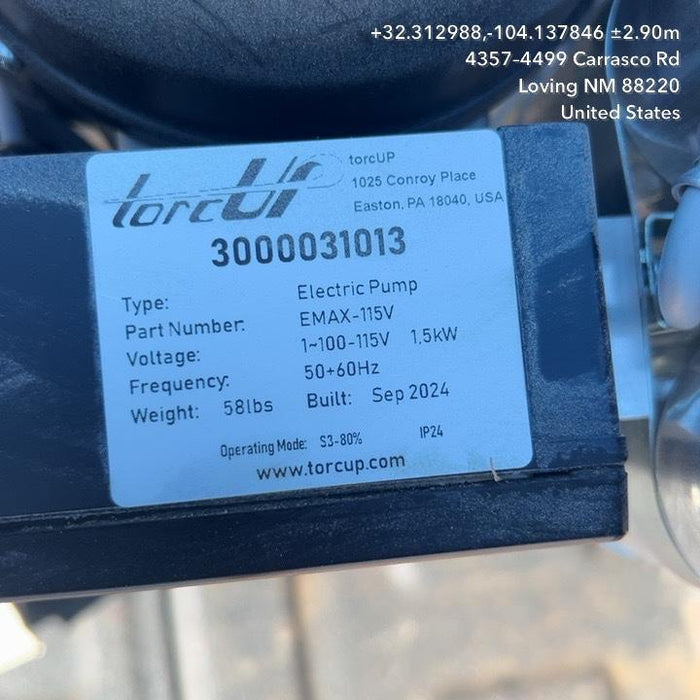 +32.312988,-104.137846 ±2.90m
4357-4499 Carrasco Rd
Loving NM 88220
United States
torcUP
torcUP
1025 Conroy Place
Easton, PA 18040, USA
3000031013
Type: Electric Pump
Part Number: EMAX-115V
Voltage: 1~100-115V 1,5kW
Frequency: 50+60Hz
Weight: 58lbs Built: Sep 2024
Operating Mode: S3-80% IP24
www.torcup.com